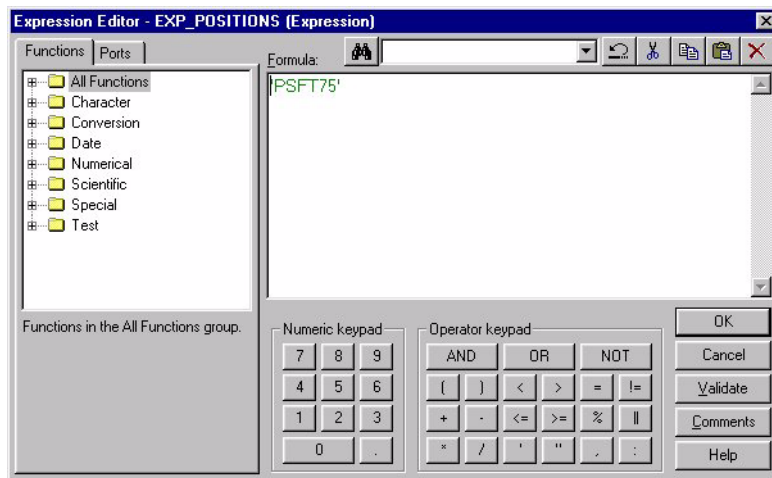 Expression Editor - EXP_POSITIONS (Expression)
Functions
Ports
Formula:
All Functions
Character
Conversion
Date
Numerical
Scientific
Special
Test
'PSFT75'
Functions in the All Functions group.
Numeric keypad
7 8 9
4 5 6
1 2 3
0 .
Operator keypad
AND OR NOT
( ) < > = !=
+ - <= >= % ||
* / ' " , :
OK
Cancel
Validate
Comments
Help